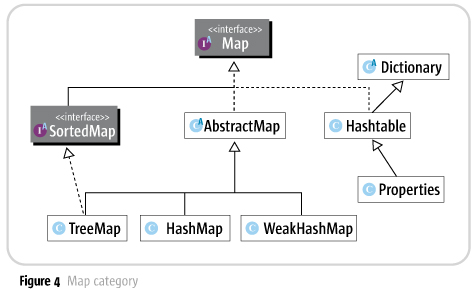 <<interface>>
I A Map
C A Dictionary
<<interface>>
I A SortedMap
C A AbstractMap
C Hashtable
C Properties
C TreeMap
C HashMap
C WeakHashMap
Figure 4 Map category